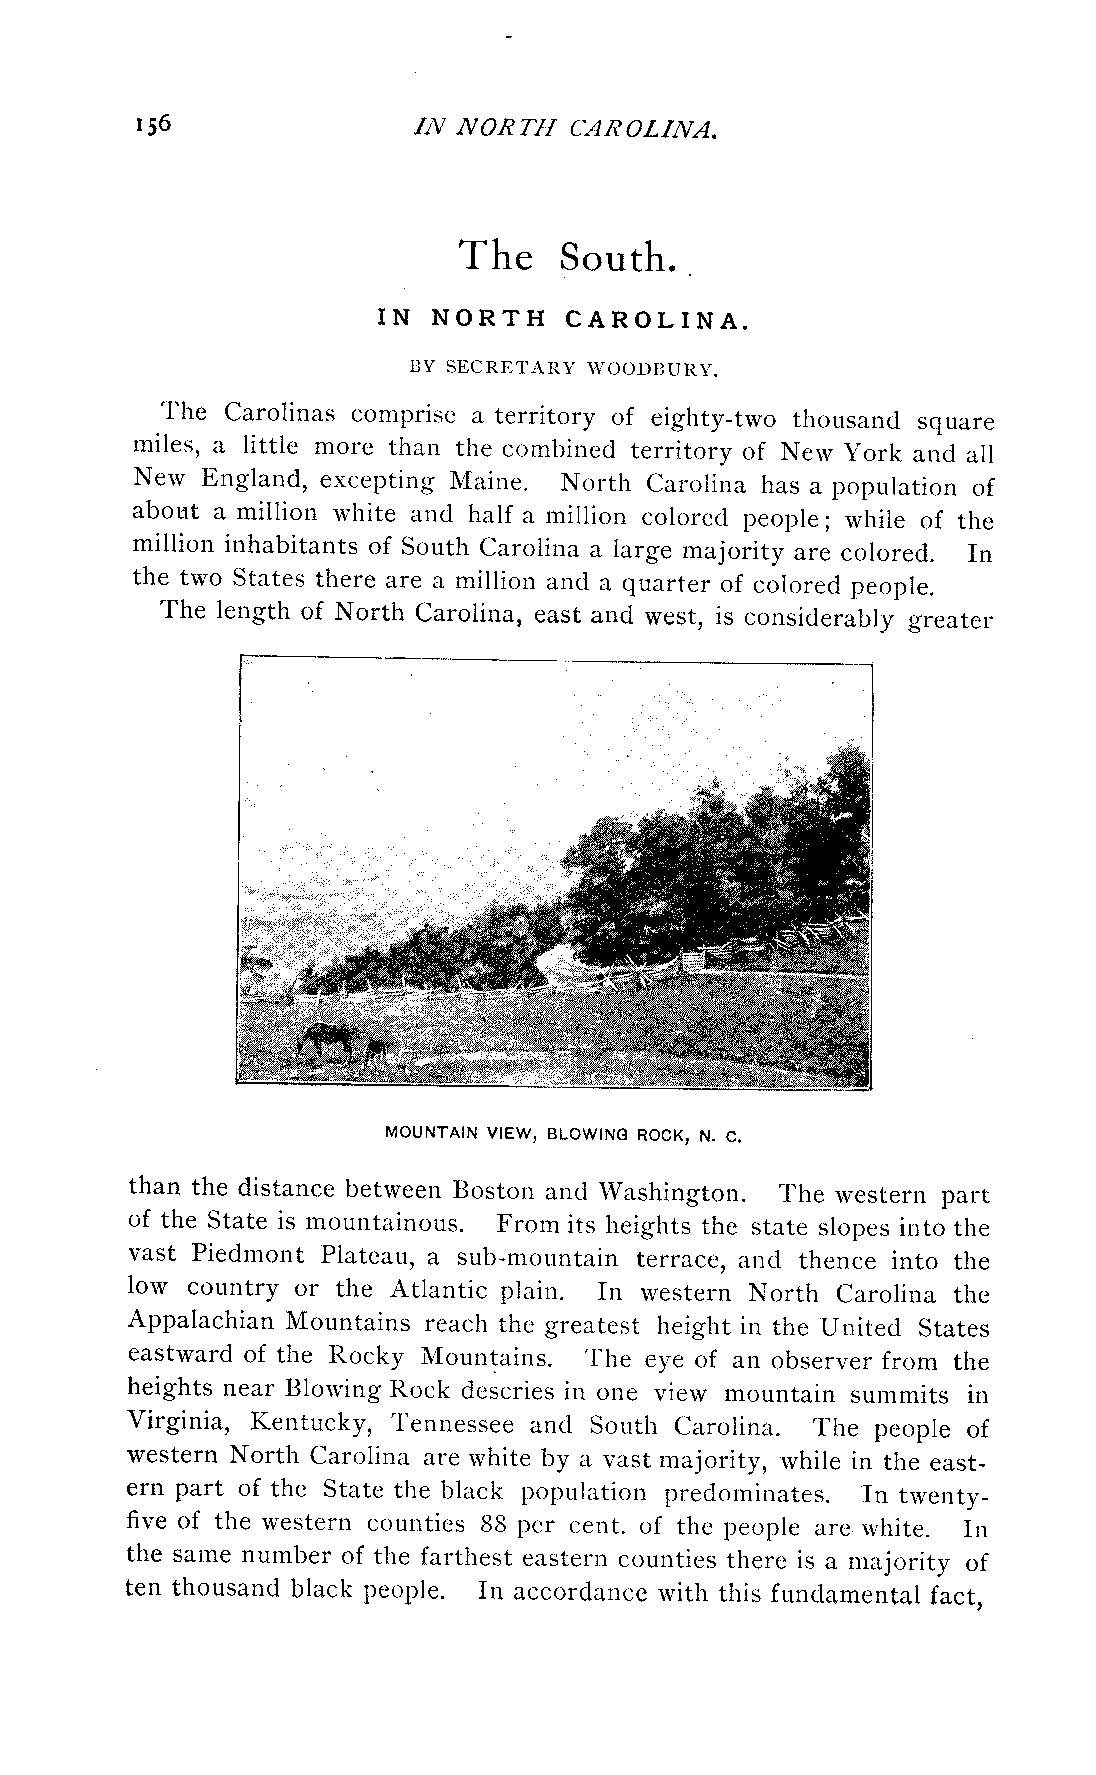 156 IN NORTH CAROLINA.
The South.
IN NORTH CAROLINA.
BY SECRETARY WOODBURY.
The Carolinas comprise a territory of eighty-two thousand square
miles, a little more than the combined territory of New York and all
New England, excepting Maine. North Carolina has a population of
about a million white and half a million colored people; while of the
million inhabitants of South Carolina a large majority are colored. In
the two States there are a million and a quarter of colored people.
The length of North Carolina, east and west, is considerably greater
MOUNTAIN VIEW, BLOWING ROCK, N. C.
than the distance between Boston and Washington. The western part
of the State is mountainous. From its heights the state slopes into the
vast Piedmont Plateau, a sub-mountain terrace, and thence into the
low country or the Atlantic plain. In western North Carolina the
Appalachian Mountains reach the greatest height in the United States
eastward of the Rocky Mountains. The eye of an observer from the
heights near Blowing Rock descries in one view mountain summits in
Virginia, Kentucky, Tennessee and South Carolina. The people of
western North Carolina are white by a vast majority, while in the east-
ern part of the State the black population predominates. In twenty-
five of the western counties 88 per cent. of the people are white. In
the same number of the farthest eastern counties there is a majority of
ten thousand black people. In accordance with this fundamental fact,